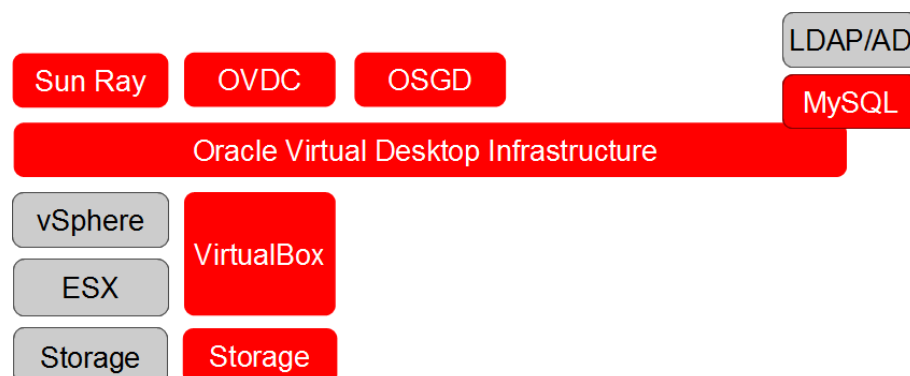 LDAP/AD
Sun Ray
OVDC
OSGD
MySQL
Oracle Virtual Desktop Infrastructure
vSphere
VirtualBox
ESX
Storage
Storage